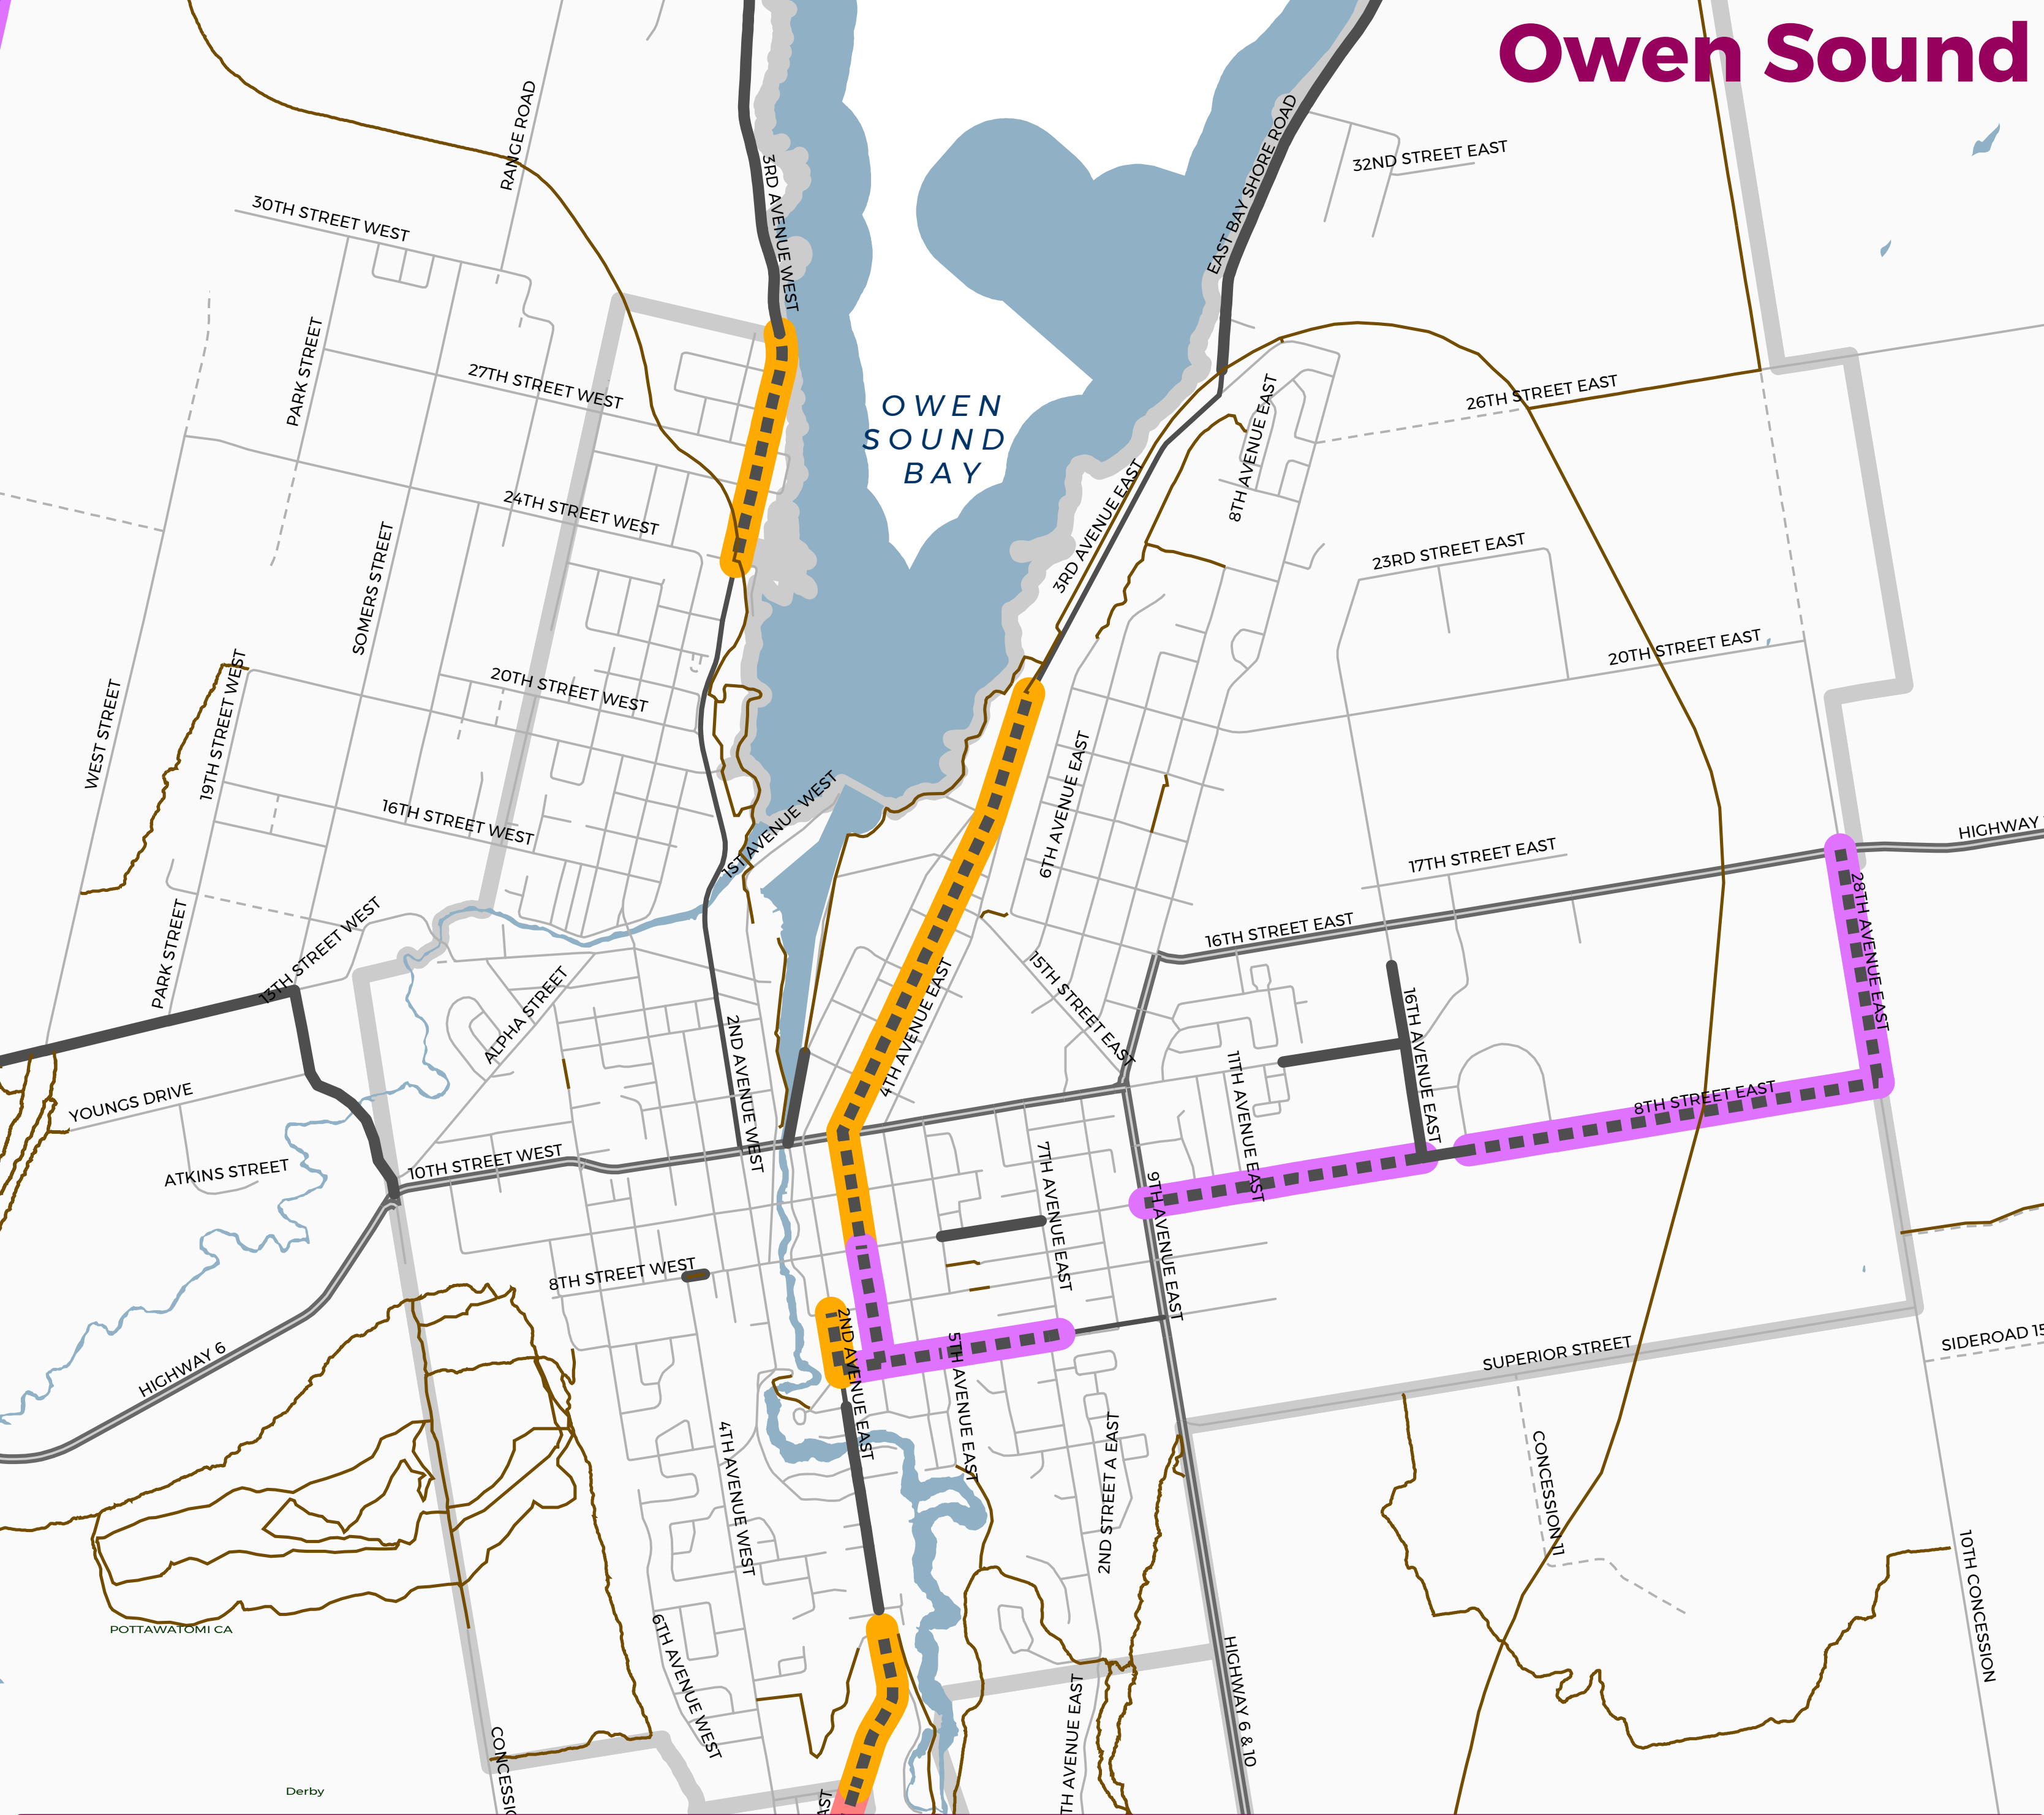 Owen Sound
RANGE ROAD
3RD AVENUE WEST
EAST BAY SHORE ROAD
32ND STREET EAST
30TH STREET WEST
PARK STREET
27TH STREET WEST
OWEN
SOUND
BAY
8TH AVENUE EAST
26TH STREET EAST
24TH STREET WEST
SOMERS STREET
3RD AVENUE EAST
23RD STREET EAST
20TH STREET EAST
WEST STREET
19TH STREET WEST
20TH STREET WEST
6TH AVENUE EAST
16TH STREET WEST
1ST AVENUE WEST
HIGHWAY
17TH STREET EAST
28TH AVENUE EAST
16TH STREET EAST
13TH STREET WEST
PARK STREET
ALPHA STREET
4TH AVENUE EAST
15TH STREET EAST
2ND AVENUE WEST
16TH AVENUE EAST
11TH AVENUE EAST
YOUNGS DRIVE
8TH STREET EAST
ATKINS STREET
10TH STREET WEST
7TH AVENUE EAST
9TH AVENUE EAST
8TH STREET WEST
2ND AVENUE EAST
5TH AVENUE EAST
HIGHWAY 6
SUPERIOR STREET
SIDEROAD 15
4TH AVENUE WEST
2ND STREET A EAST
CONCESSION 11
10TH CONCESSION
POTTAWATOMI CA
6TH AVENUE WEST
HIGHWAY 6 & 10
TH AVENUE EAST
CONCESSIO
Derby
AST